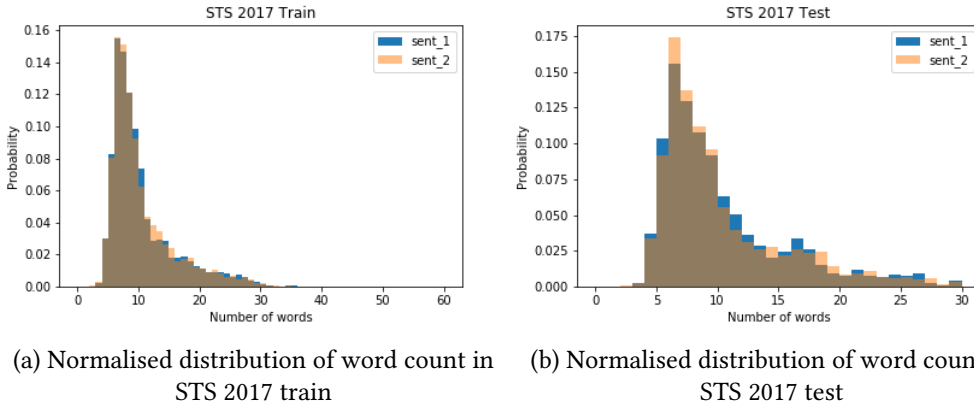 STS 2017 Train
0.16
0.14
0.12
0.10
0.08
0.06
0.04
0.02
0.00
Probability
sent_1
sent_2
0 10 20 30 40 50 60
Number of words
(a) Normalised distribution of word count in
STS 2017 train
STS 2017 Test
0.175
0.150
0.125
0.100
0.075
0.050
0.025
0.000
Probability
sent_1
sent_2
0 5 10 15 20 25 30
Number of words
(b) Normalised distribution of word coun
STS 2017 test